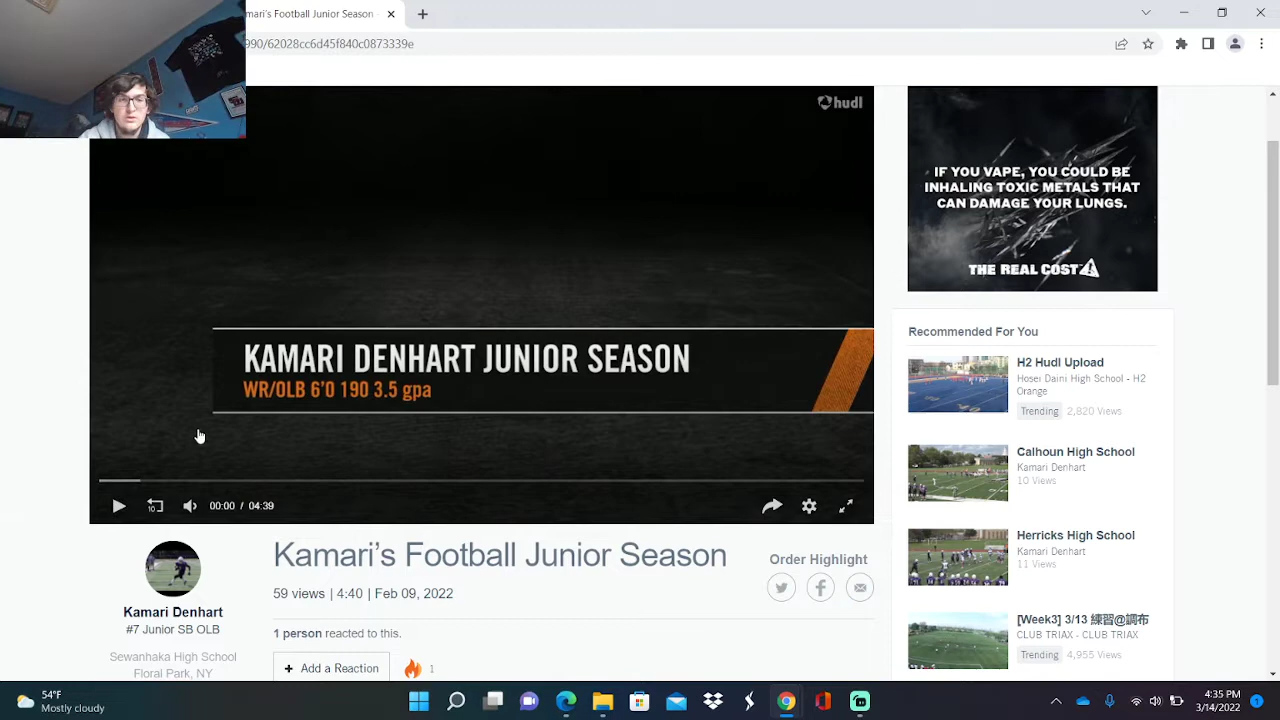 mari's Football Junior Season -
990/62028cc6d45f840c0873339e
hudl
KAMARI DENHART JUNIOR SEASON
WR/OLB 6'0 190 3.5 gpa
10
00:00 / 04:39
Kamari's Football Junior Season
59 views | 4:40 | Feb 09, 2022
1 person reacted to this.
+ Add a Reaction
1
Order Highlight
Kamari Denhart
#7 Junior SB OLB
Sewanhaka High School
Floral Park, NY
IF YOU VAPE, YOU COULD BE
INHALING TOXIC METALS THAT
CAN DAMAGE YOUR LUNGS.
THE REAL COST
Recommended For You
H2 Hudl Upload
Hosei Daini High School - H2
Orange
Trending 2,820 Views
Calhoun High School
Kamari Denhart
10 Views
Herricks High School
Kamari Denhart
11 Views
[Week3] 3/13 練習@調布
CLUB TRIAX - CLUB TRIAX
Trending 4,955 Views
54°F
Mostly cloudy
4:35 PM
3/14/2022
1